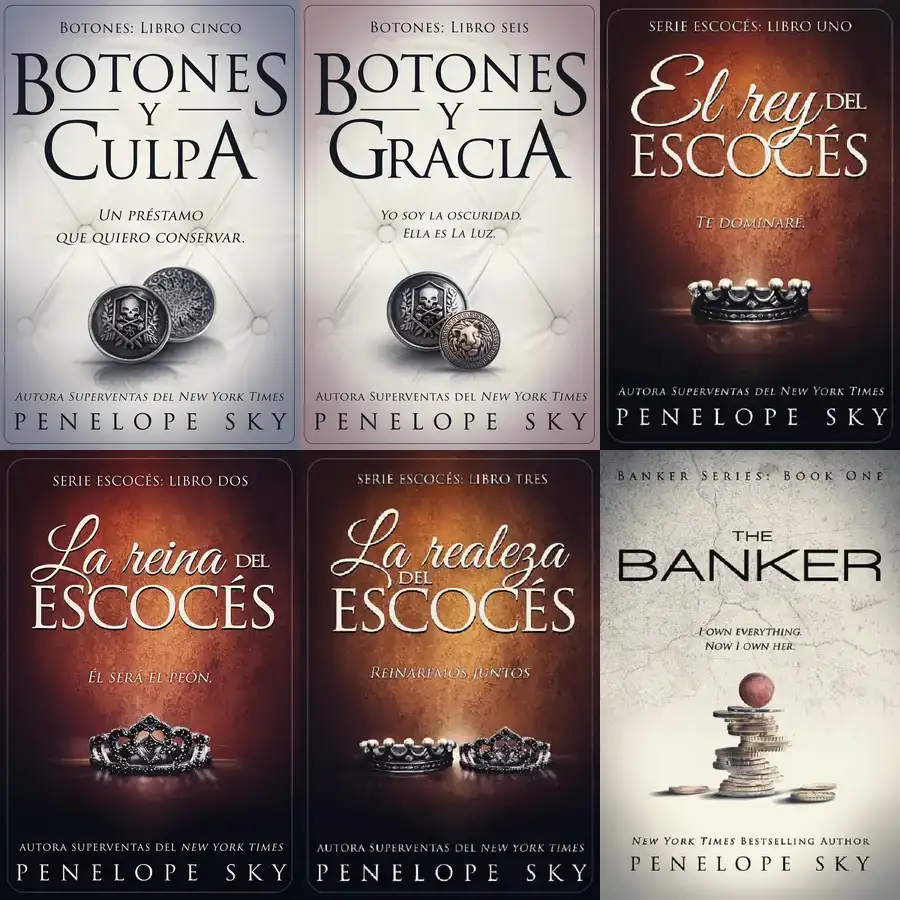 BOTONES: LIBRO CINCO
BOTONES
Y
CULPA
UN PRÉSTAMO
QUE QUIERO CONSERVAR.
AUTORA SUPERVENTAS DEL NEW YORK TIMES
PENELOPE SKY
BOTONES: LIBRO SEIS
BOTONES
Y
GRACIA
YO SOY LA OSCURIDAD.
ELLA ES LA LUZ.
AUTORA SUPERVENTAS DEL NEW YORK TIMES
PENELOPE SKY
SERIE ESCOCÉS: LIBRO UNO
El rey DEL
ESCOCÉS
TE DOMINARÉ.
AUTORA SUPERVENTAS DEL NEW YORK TIMES
PENELOPE SKY
SERIE ESCOCÉS: LIBRO DOS
La reina DEL
ESCOCÉS
ÉL SERÁ EL PEÓN.
AUTORA SUPERVENTAS DEL NEW YORK TIMES
PENELOPE SKY
SERIE ESCOCÉS: LIBRO TRES
La realeza
DEL
ESCOCÉS
REINAREMOS JUNTOS
AUTORA SUPERVENTAS DEL NEW YORK TIMES
PENELOPE SKY
BANKER SERIES: BOOK ONE
THE
BANKER
I OWN EVERYTHING.
NOW I OWN HER.
NEW YORK TIMES BESTSELLING AUTHOR
PENELOPE SKY